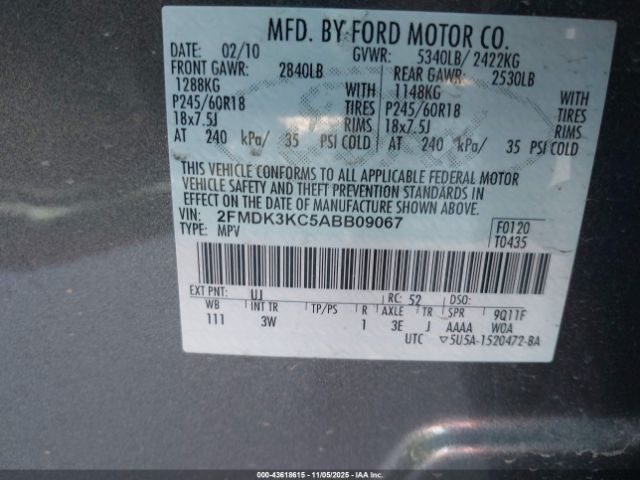 MFD. BY FORD MOTOR CO.
DATE: 02/10 GVWR: 5340LB/ 2422KG
FRONT GAWR: 2840LB REAR GAWR: 2530LB
1288KG WITH 1148KG WITH
P245/60R18 TIRES P245/60R18 TIRES
18x7.5J RIMS 18x7.5J RIMS
AT 240 kPa/ 35 PSI COLD AT 240 kPa/ 35 PSI COLD
THIS VEHICLE CONFORMS TO ALL APPLICABLE FEDERAL MOTOR
VEHICLE SAFETY AND THEFT PREVENTION STANDARDS IN
EFFECT ON THE DATE OF MANUFACTURE SHOWN ABOVE.
VIN: 2FMDK3KC5ABB09067 F0120
TYPE: MPV T0435
EXT PNT: UJ RC: 52 DSO:
WB INT TR TP/PS R AXLE TR SPR 9Q11F
111 3W 1 3E J AAAA W0A
UTC ▽5U5A-1520472-BA
000-43618615 - 11/05/2025 - IAA, Inc.